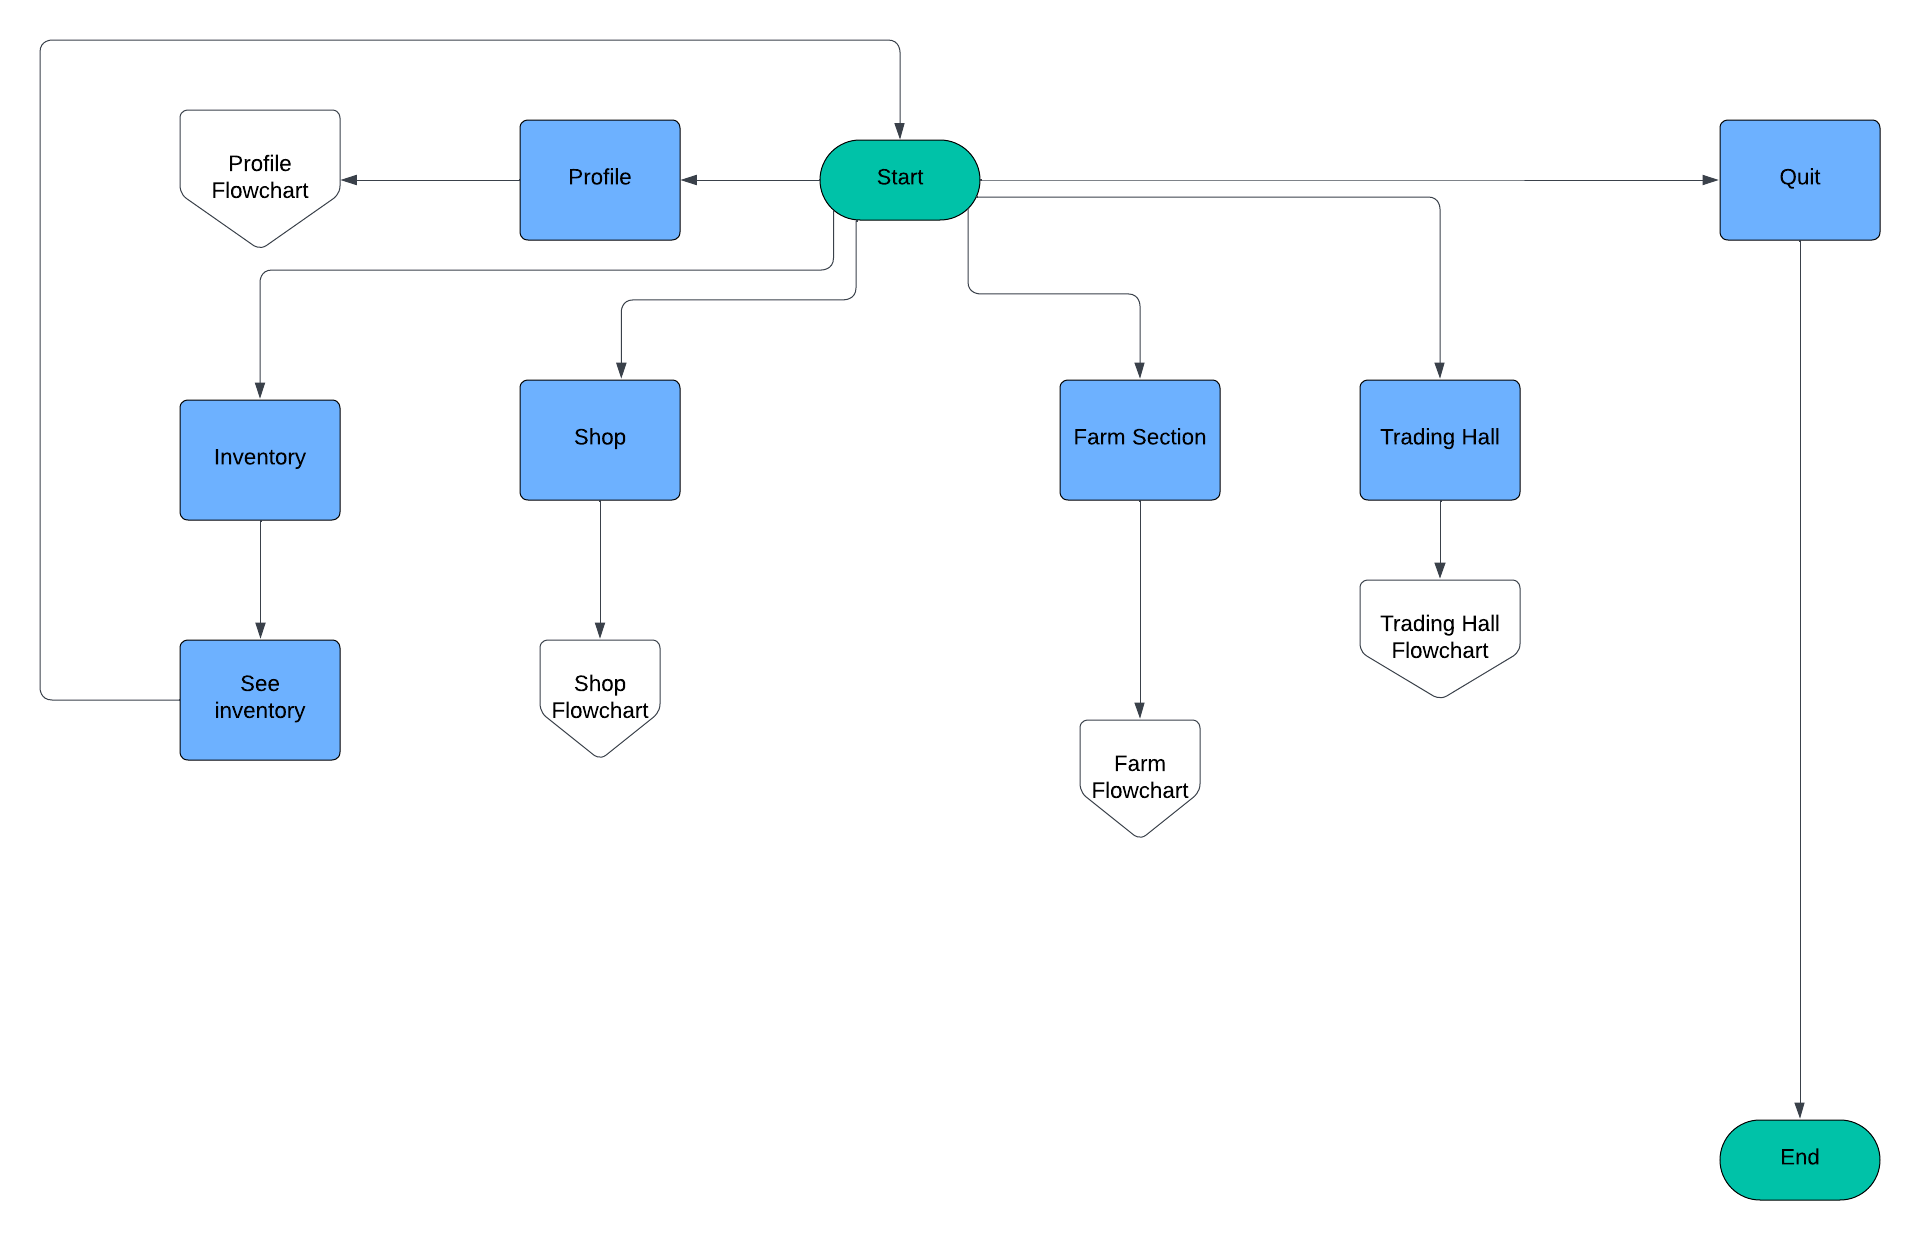 Profile
Flowchart
Profile
Start
Quit
Inventory
Shop
Farm Section
Trading Hall
See
inventory
Shop
Flowchart
Trading Hall
Flowchart
Farm
Flowchart
End